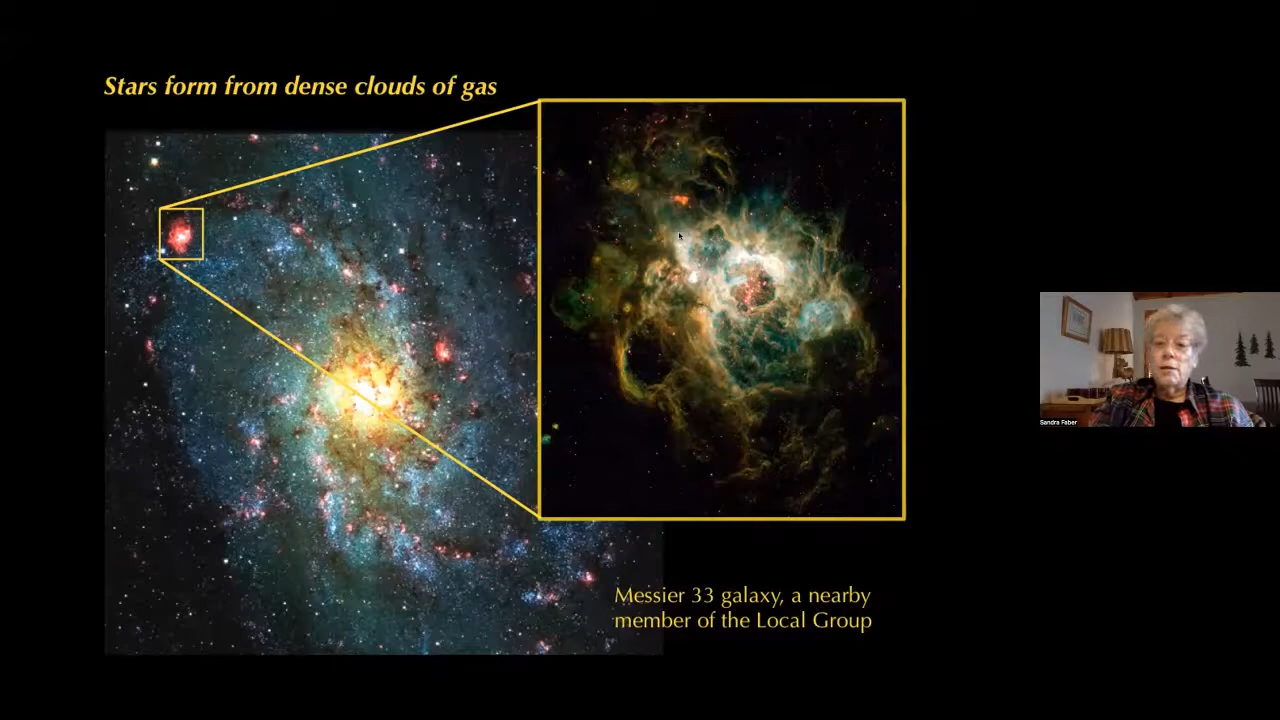 Stars form from dense clouds of gas
Messier 33 galaxy, a nearby
member of the Local Group
Sandra Faber